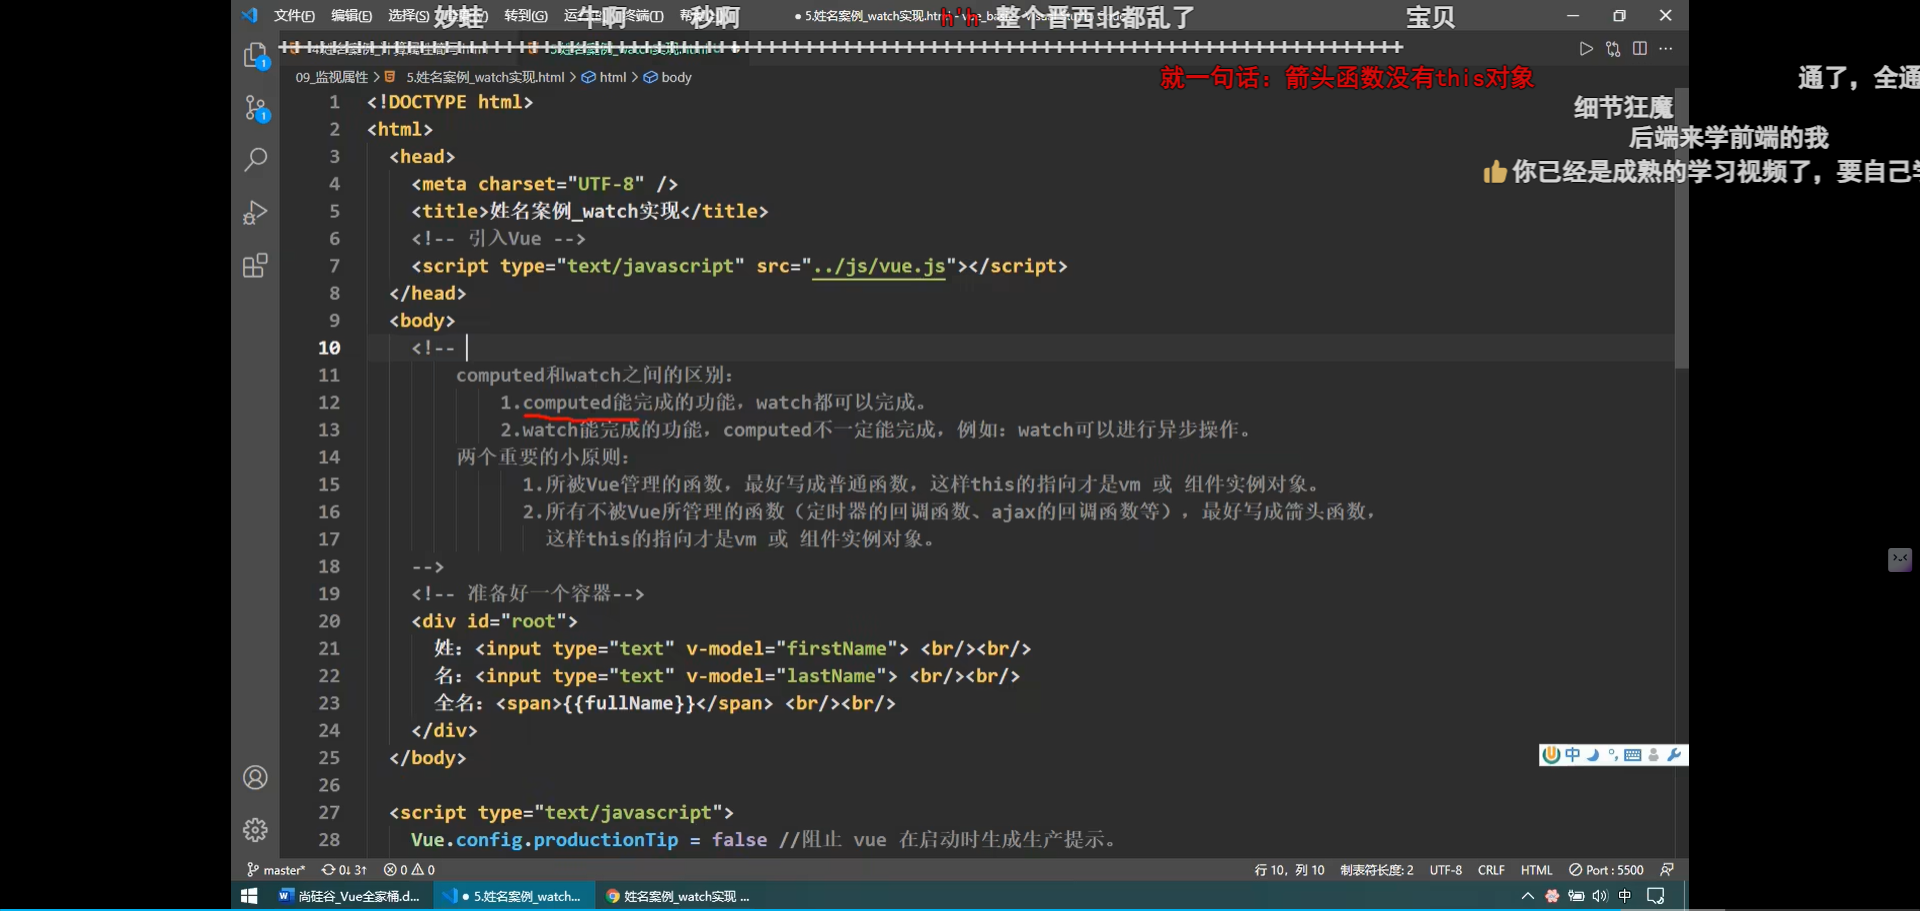 文件(F) 编辑(E) 选择(S) 转到(G) 终端(T)
妙蛙 牛啊 秒啊 h'h 整个晋西北都乱了 宝贝
● 5.姓名案例_watch实现.htm
就一句话：箭头函数没有this对象
通了，全通
细节狂魔
后端来学前端的我
👍你已经是成熟的学习视频了，要自己学
09_监视属性 > 5.姓名案例_watch实现.html > html > body
1 <!DOCTYPE html>
2 <html>
3 <head>
4 <meta charset="UTF-8" />
5 <title>姓名案例_watch实现</title>
6 <!-- 引入Vue -->
7 <script type="text/javascript" src="../js/vue.js"></script>
8 </head>
9 <body>
10 <!--
11 computed和watch之间的区别：
12 1.computed能完成的功能，watch都可以完成。
13 2.watch能完成的功能，computed不一定能完成，例如：watch可以进行异步操作。
14 两个重要的小原则：
15 1.所被Vue管理的函数，最好写成普通函数，这样this的指向才是vm 或 组件实例对象。
16 2.所有不被Vue所管理的函数（定时器的回调函数、ajax的回调函数等），最好写成箭头函数，
17 这样this的指向才是vm 或 组件实例对象。
18 -->
19 <!-- 准备好一个容器-->
20 <div id="root">
21 姓：<input type="text" v-model="firstName"> <br/><br/>
22 名：<input type="text" v-model="lastName"> <br/><br/>
23 全名：<span>{{fullName}}</span> <br/><br/>
24 </div>
25 </body>
26
27 <script type="text/javascript">
28 Vue.config.productionTip = false //阻止 vue 在启动时生成生产提示。
中
master* 0↓ 3↑ 0 0 行 10，列 10 制表符长度: 2 UTF-8 CRLF HTML Port : 5500
尚硅谷_Vue全家桶.d... ● 5.姓名案例_watch... 姓名案例_watch实现 ... 中